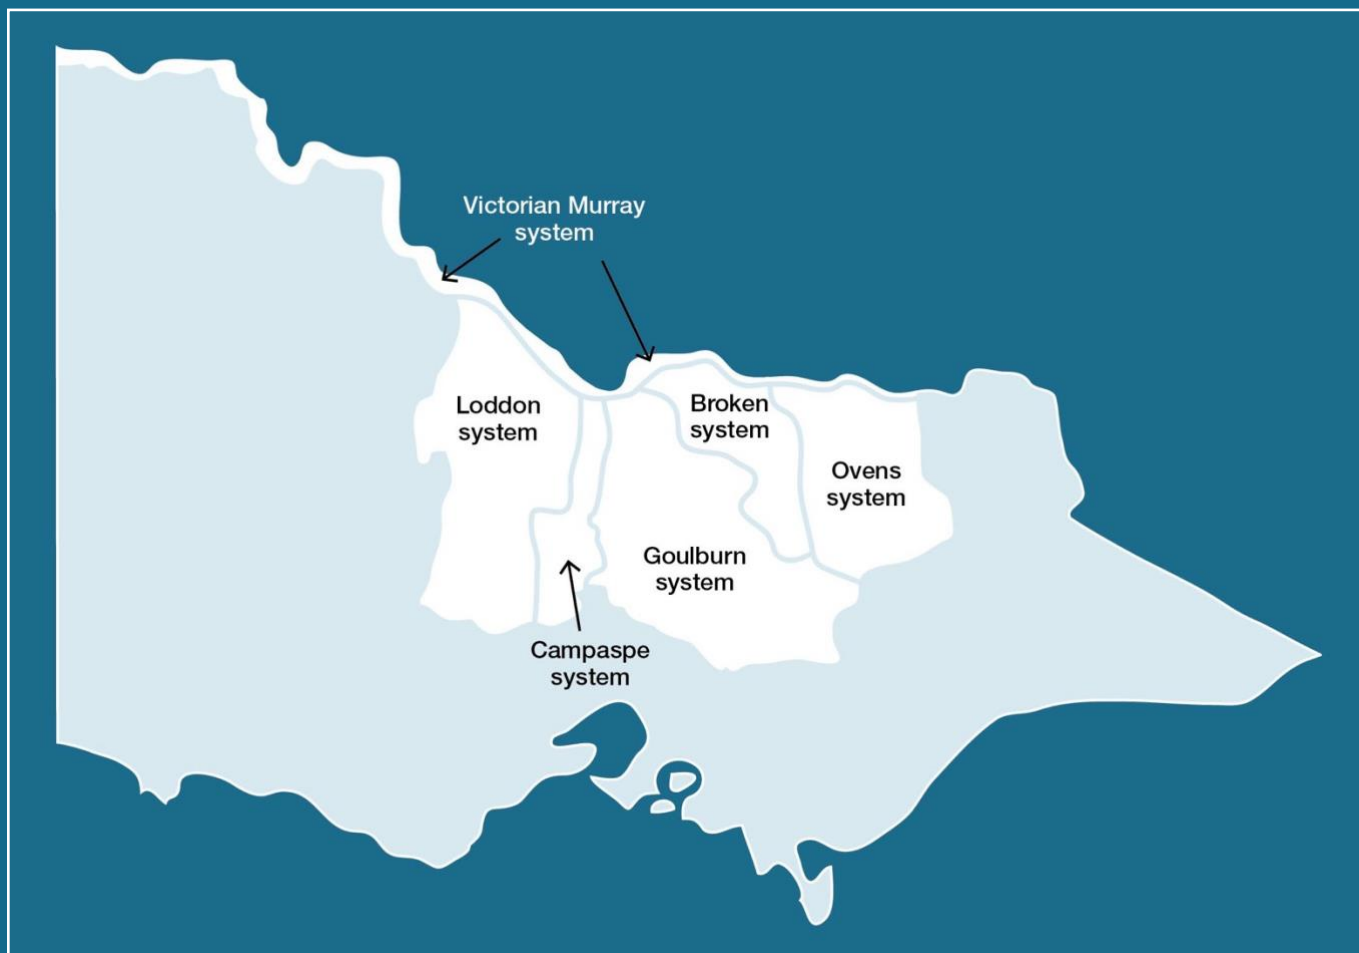 Victorian Murray
system
Loddon
system
Broken
system
Ovens
system
Goulburn
system
Campaspe
system